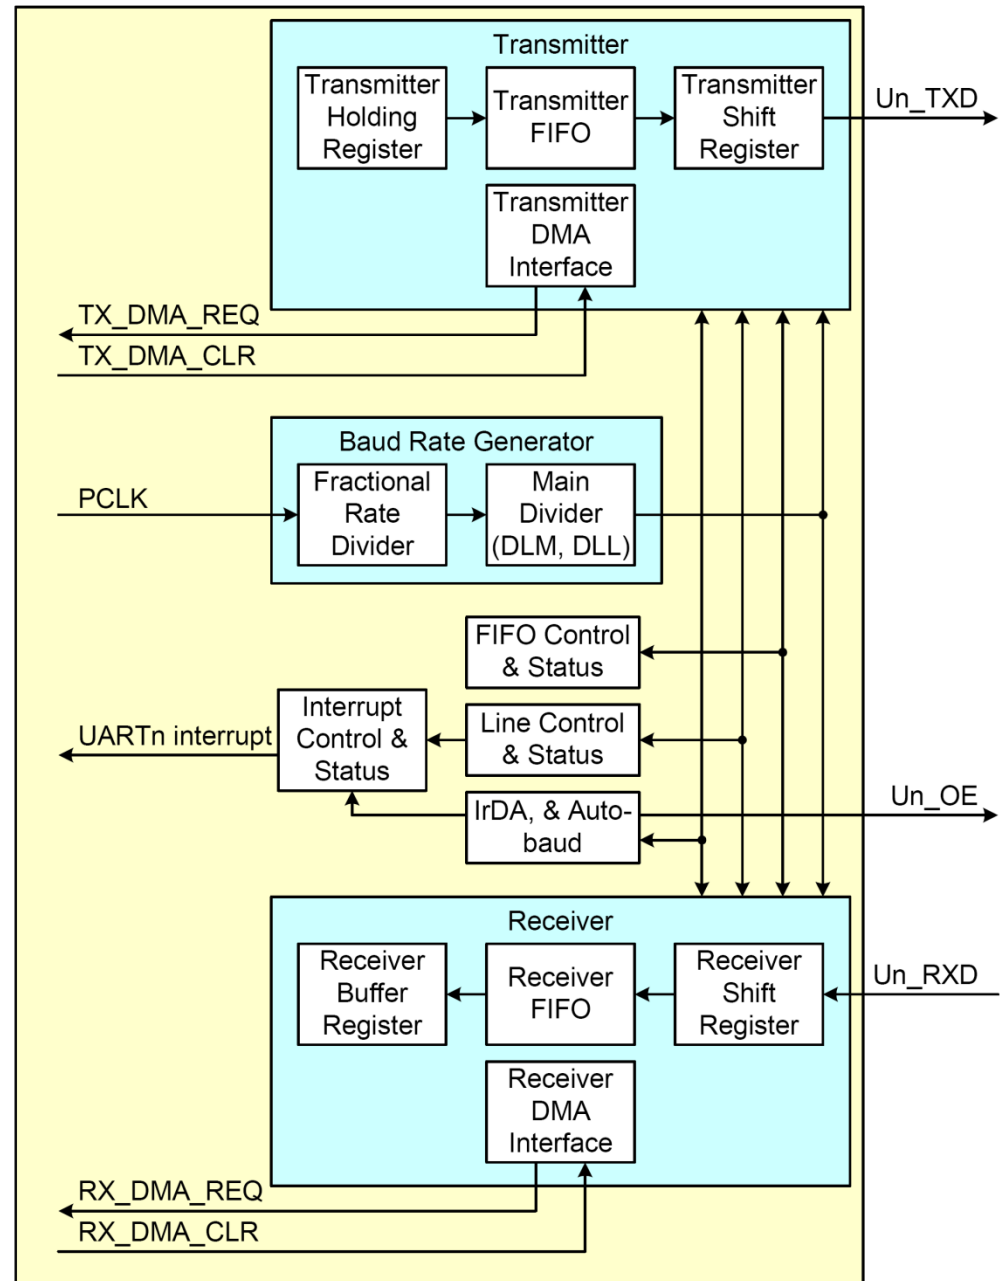 Transmitter
Transmitter
Holding
Register
Transmitter
FIFO
Transmitter
Shift
Register
Un_TXD
Transmitter
DMA
Interface
TX_DMA_REQ
TX_DMA_CLR
Baud Rate Generator
PCLK
Fractional
Rate
Divider
Main
Divider
(DLM, DLL)
FIFO Control
& Status
UARTn interrupt
Interrupt
Control &
Status
Line Control
& Status
IrDA, & Auto-
baud
Un_OE
Receiver
Receiver
Buffer
Register
Receiver
FIFO
Receiver
Shift
Register
Un_RXD
Receiver
DMA
Interface
RX_DMA_REQ
RX_DMA_CLR